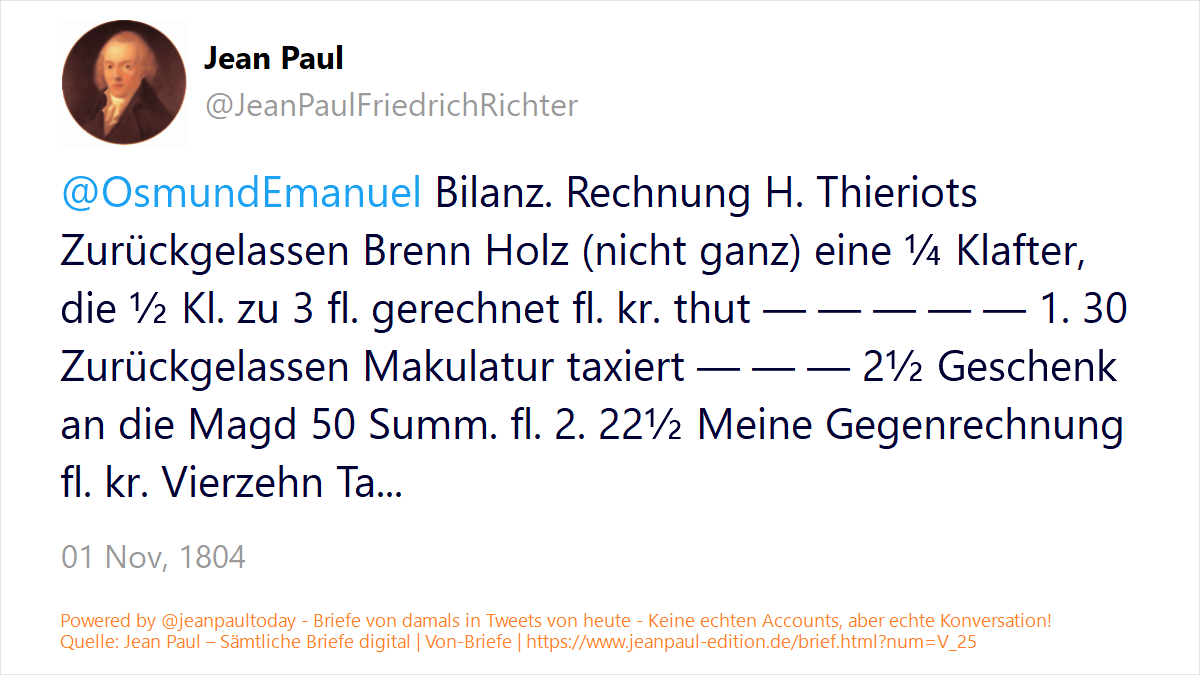 Jean Paul
@JeanPaulFriedrichRichter
@OsmundEmanuel Bilanz. Rechnung H. Thieriots
Zurückgelassen Brenn Holz (nicht ganz) eine ¼ Klafter,
die ½ Kl. zu 3 fl. gerechnet fl. kr. thut — — — — — 1. 30
Zurückgelassen Makulatur taxiert — — — 2½ Geschenk
an die Magd 50 Summ. fl. 2. 22½ Meine Gegenrechnung
fl. kr. Vierzehn Ta...
01 Nov, 1804
Powered by @jeanpaultoday - Briefe von damals in Tweets von heute - Keine echten Accounts, aber echte Konversation!
Quelle: Jean Paul – Sämtliche Briefe digital | Von-Briefe | https://www.jeanpaul-edition.de/brief.html?num=V_25